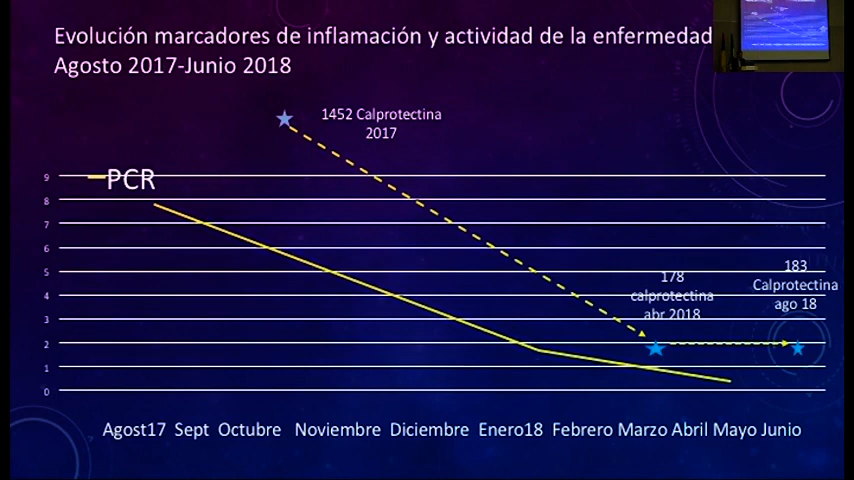 Evolución marcadores de inflamación y actividad de la enfermedad
Agosto 2017-Junio 2018
1452 Calprotectina
2017
PCR
9
8
7
6
5
4
3
2
1
0
178
calprotectina
abr 2018
183
Calprotectina
ago 18
Agost17 Sept Octubre Noviembre Diciembre Enero18 Febrero Marzo Abril Mayo Junio